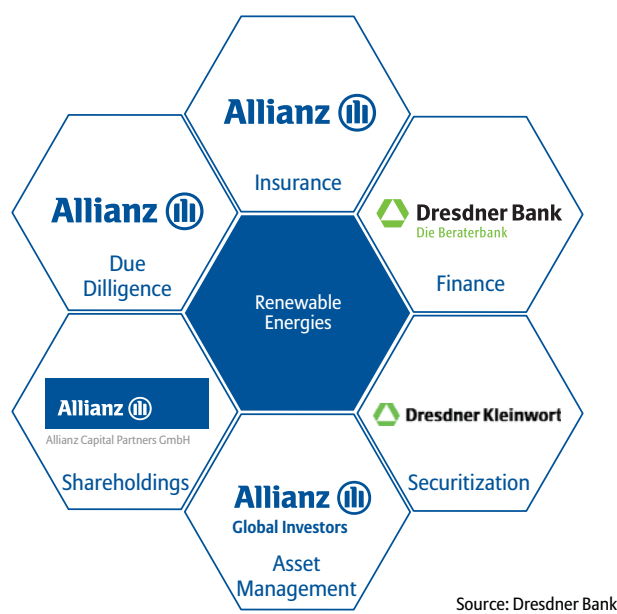 Allianz
Insurance
Allianz
Due
Dilligence
Dresdner Bank
Die Beraterbank
Finance
Renewable
Energies
Allianz
Allianz Capital Partners GmbH
Shareholdings
Dresdner Kleinwort
Securitization
Allianz
Global Investors
Asset
Management
Source: Dresdner Bank